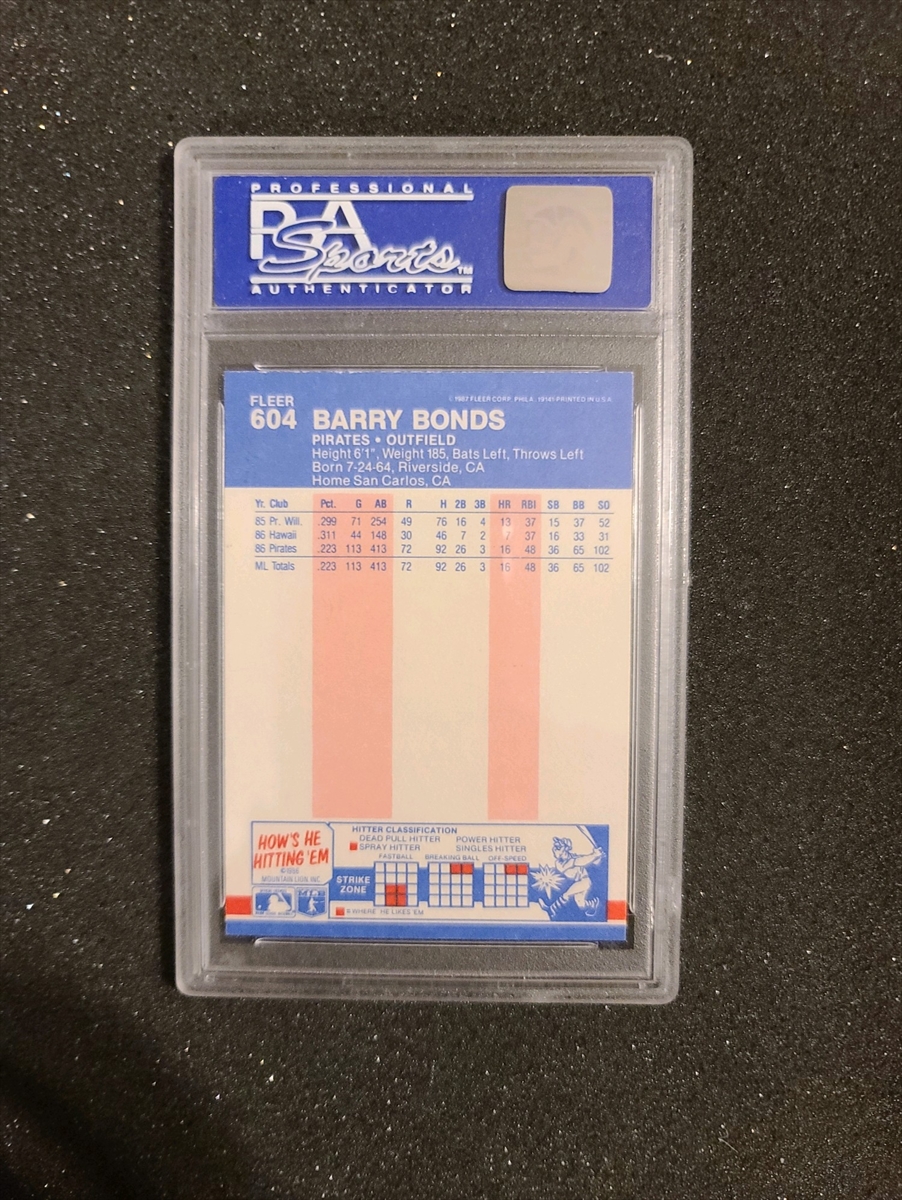 PROFESSIONAL
PSA
Sports™
AUTHENTICATOR
FLEER
604
© 1987 FLEER CORP. PHILA. 19141-PRINTED IN U.S.A.
BARRY BONDS
PIRATES • OUTFIELD
Height 6'1", Weight 185, Bats Left, Throws Left
Born 7-24-64, Riverside, CA
Home San Carlos, CA
Yr. Club Pct. G AB R H 2B 3B HR RBI SB BB SO
85 Pr. Will. .299 71 254 49 76 16 4 13 37 15 37 52
86 Hawaii .311 44 148 30 46 7 2 7 37 16 33 31
86 Pirates .223 113 413 72 92 26 3 16 48 36 65 102
ML Totals .223 113 413 72 92 26 3 16 48 36 65 102
HOW'S HE
HITTING 'EM
©1986
MOUNTAIN LION, INC.
HITTER CLASSIFICATION
DEAD PULL HITTER POWER HITTER
SPRAY HITTER SINGLES HITTER
FASTBALL BREAKING BALL OFF-SPEED
STRIKE
ZONE
WHERE HE LIKES 'EM